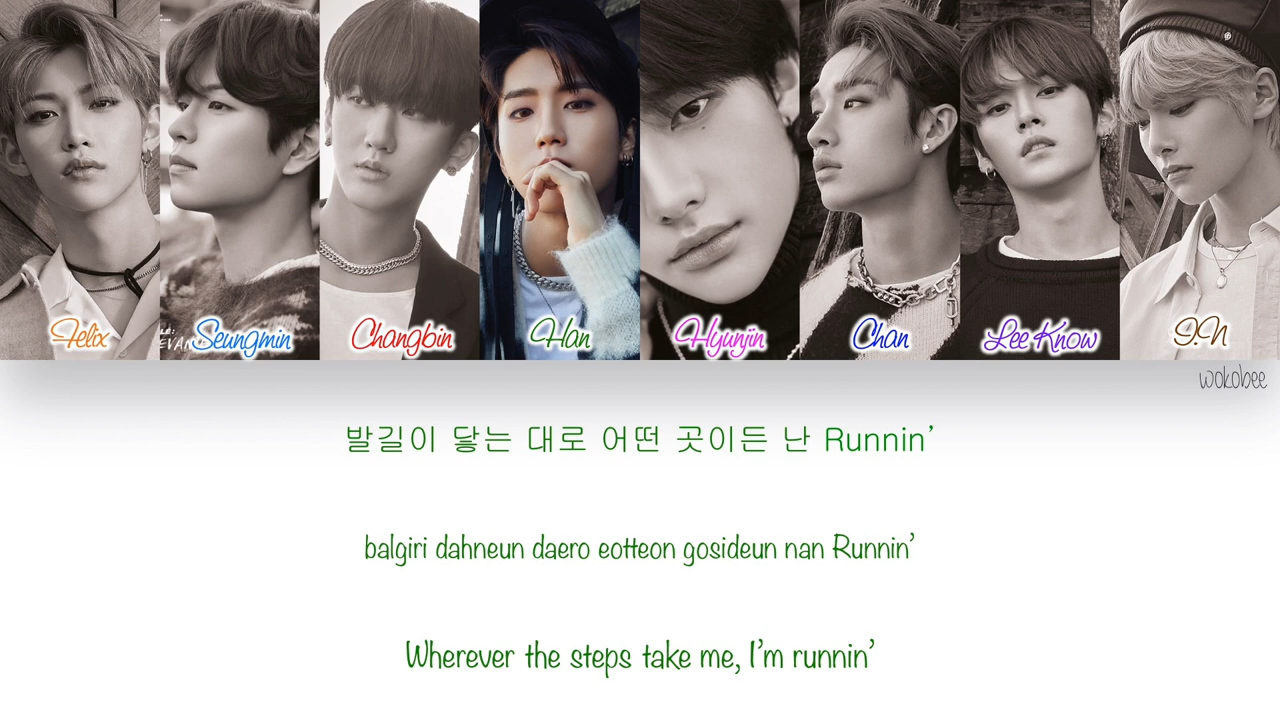 Felix
Seungmin
Changbin
Han
Hyunjin
Chan
Lee Know
I.N
wokobee
발길이 닿는 대로 어떤 곳이든 난 Runnin’
balgiri dahneun daero eotteon gosideun nan Runnin’
Wherever the steps take me, I’m runnin’